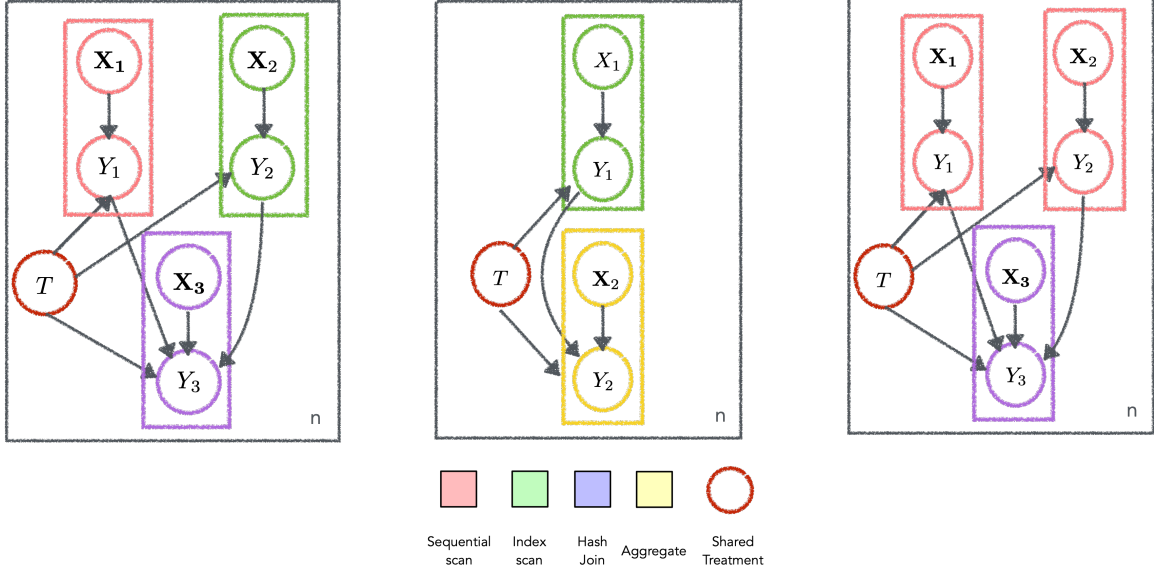 X₁ X₂
Y₁ Y₂
T
X₃
Y₃
n
X₁
Y₁
T
X₂
Y₂
n
X₁ X₂
Y₁ Y₂
T
X₃
Y₃
n
Sequential scan
Index scan
Hash Join
Aggregate
Shared Treatment